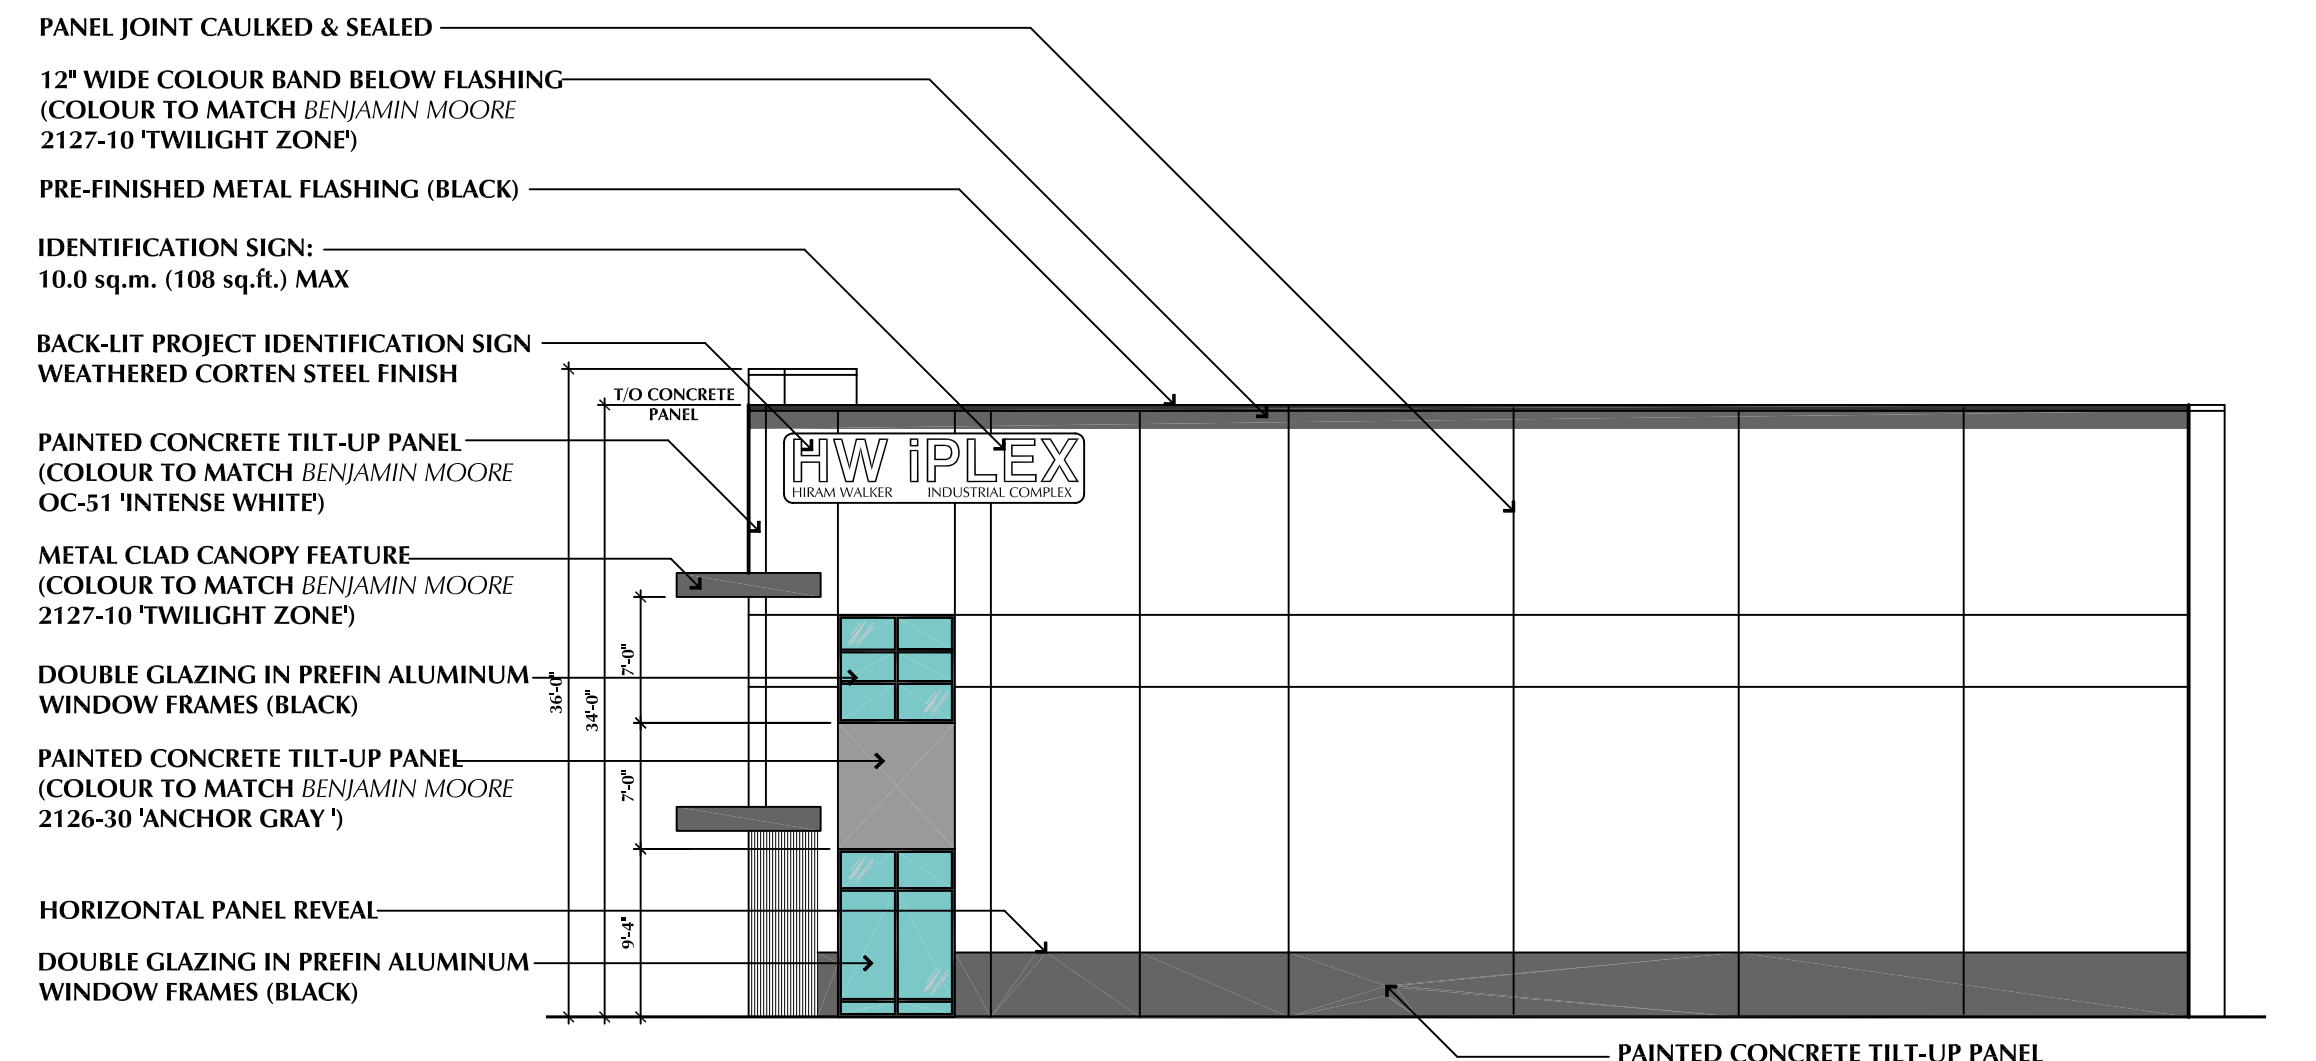 PANEL JOINT CAULKED & SEALED
12" WIDE COLOUR BAND BELOW FLASHING
(COLOUR TO MATCH BENJAMIN MOORE
2127-10 'TWILIGHT ZONE')
PRE-FINISHED METAL FLASHING (BLACK)
IDENTIFICATION SIGN:
10.0 sq.m. (108 sq.ft.) MAX
BACK-LIT PROJECT IDENTIFICATION SIGN
WEATHERED CORTEN STEEL FINISH
T/O CONCRETE
PANEL
PAINTED CONCRETE TILT-UP PANEL
(COLOUR TO MATCH BENJAMIN MOORE
OC-51 'INTENSE WHITE')
HW iPLEX
HIRAM WALKER INDUSTRIAL COMPLEX
METAL CLAD CANOPY FEATURE
(COLOUR TO MATCH BENJAMIN MOORE
2127-10 'TWILIGHT ZONE')
DOUBLE GLAZING IN PREFIN ALUMINUM
WINDOW FRAMES (BLACK)
36'-0"
34'-0"
7'-0"
PAINTED CONCRETE TILT-UP PANEL
(COLOUR TO MATCH BENJAMIN MOORE
2126-30 'ANCHOR GRAY ')
7'-0"
HORIZONTAL PANEL REVEAL
9'-4"
DOUBLE GLAZING IN PREFIN ALUMINUM
WINDOW FRAMES (BLACK)
PAINTED CONCRETE TILT-UP PANEL